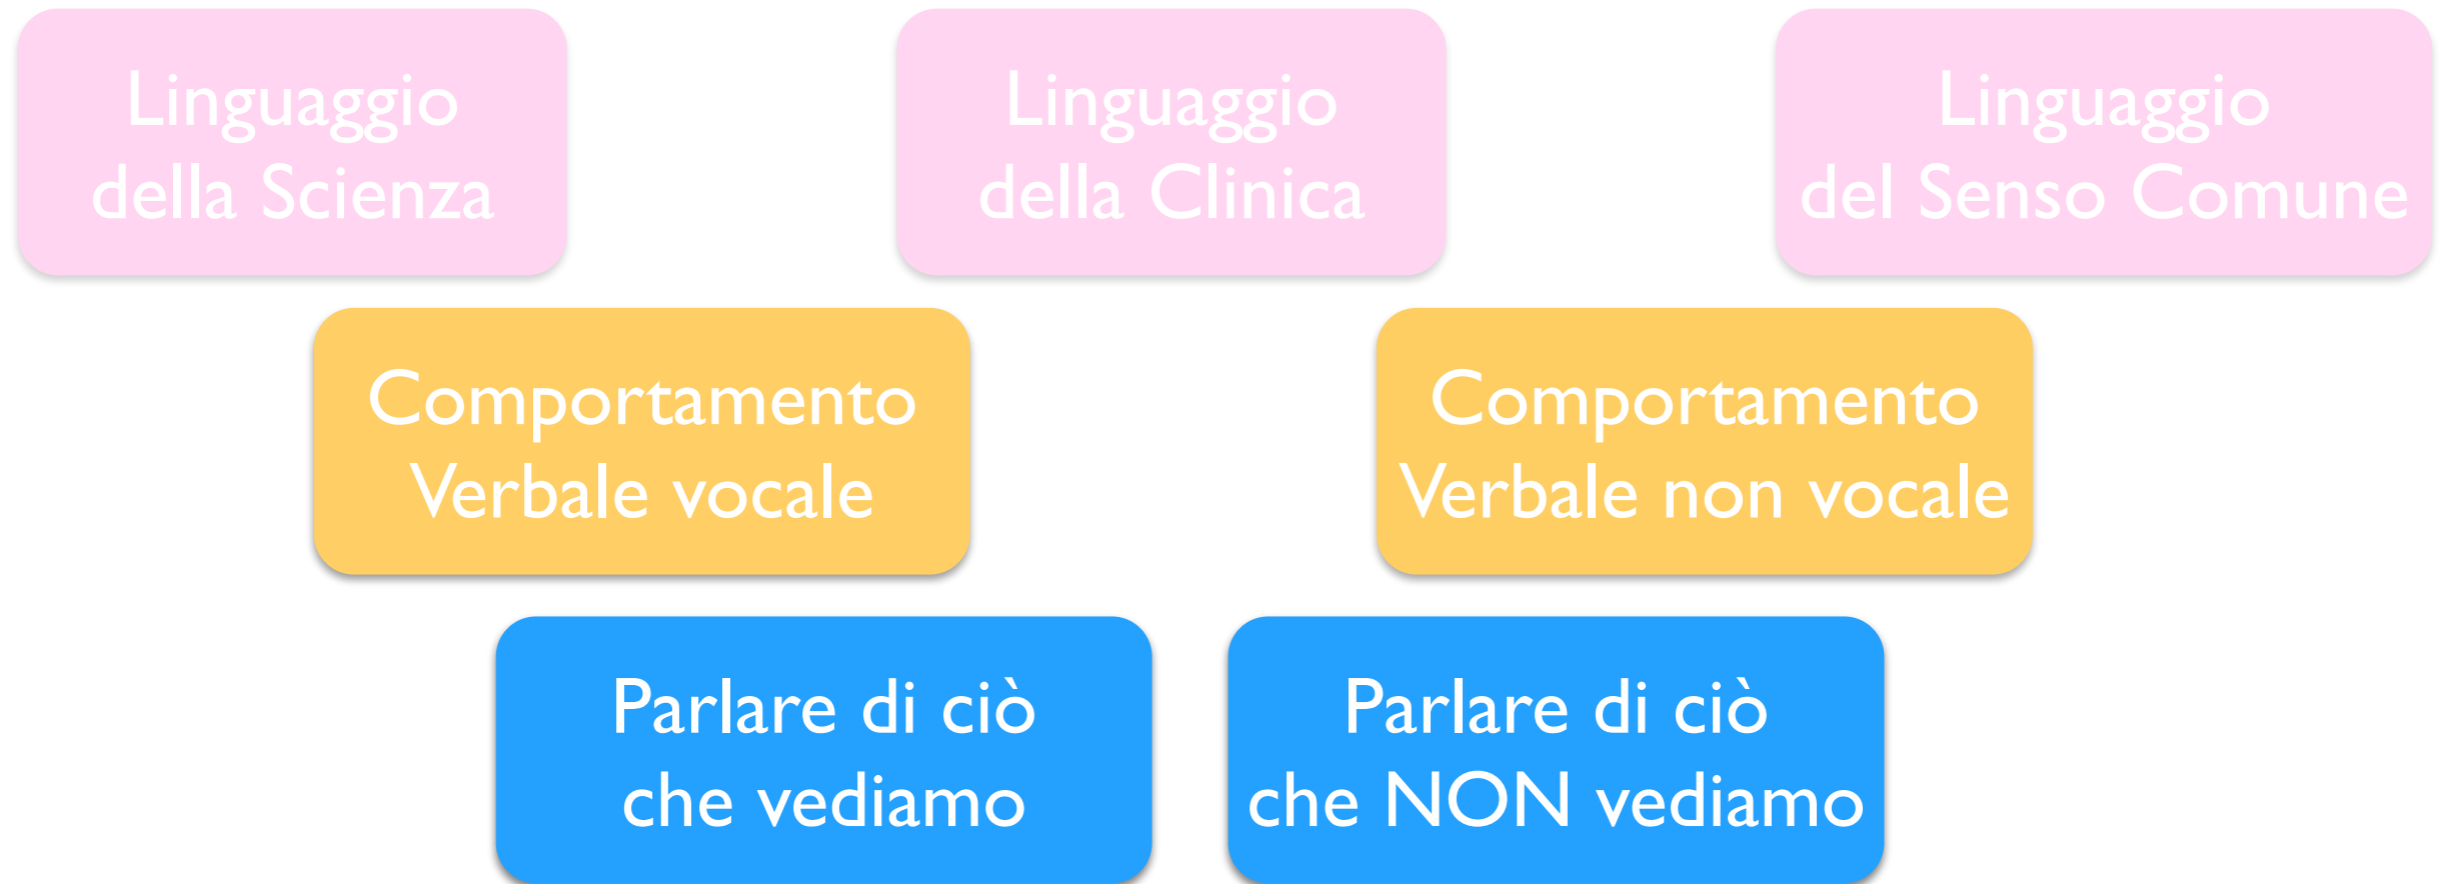 Linguaggio
della Scienza
Linguaggio
della Clinica
Linguaggio
del Senso Comune
Comportamento
Verbale vocale
Comportamento
Verbale non vocale
Parlare di ciò
che vediamo
Parlare di ciò
che NON vediamo